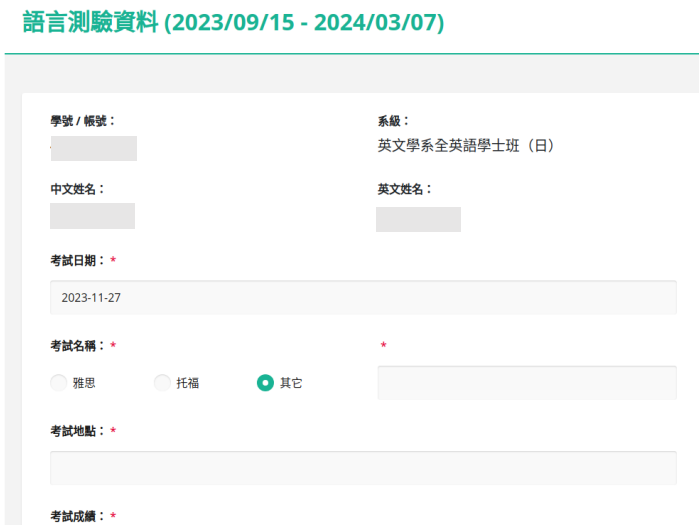 語言測驗資料 (2023/09/15 - 2024/03/07)
學號 / 帳號：
系級：
英文學系全英語學士班（日）
中文姓名：
英文姓名：
考試日期： *
2023-11-27
考試名稱： *
*
雅思
托福
其它
考試地點： *
考試成績： *